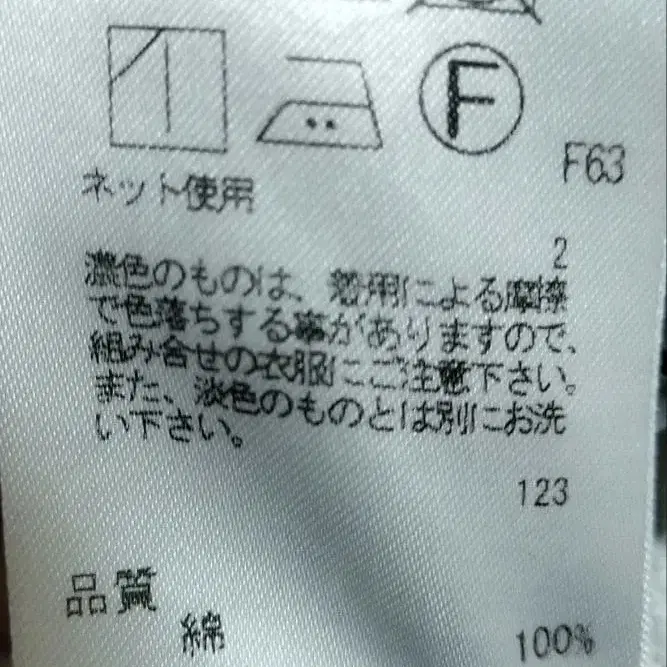 F
F63
ネット使用
2
濃色のものは、着用による摩擦
で色落ちする事がありますので、
組み合せの衣服にご注意下さい。
また、淡色のものとは別にお洗
い下さい。
123
品質
綿 100%